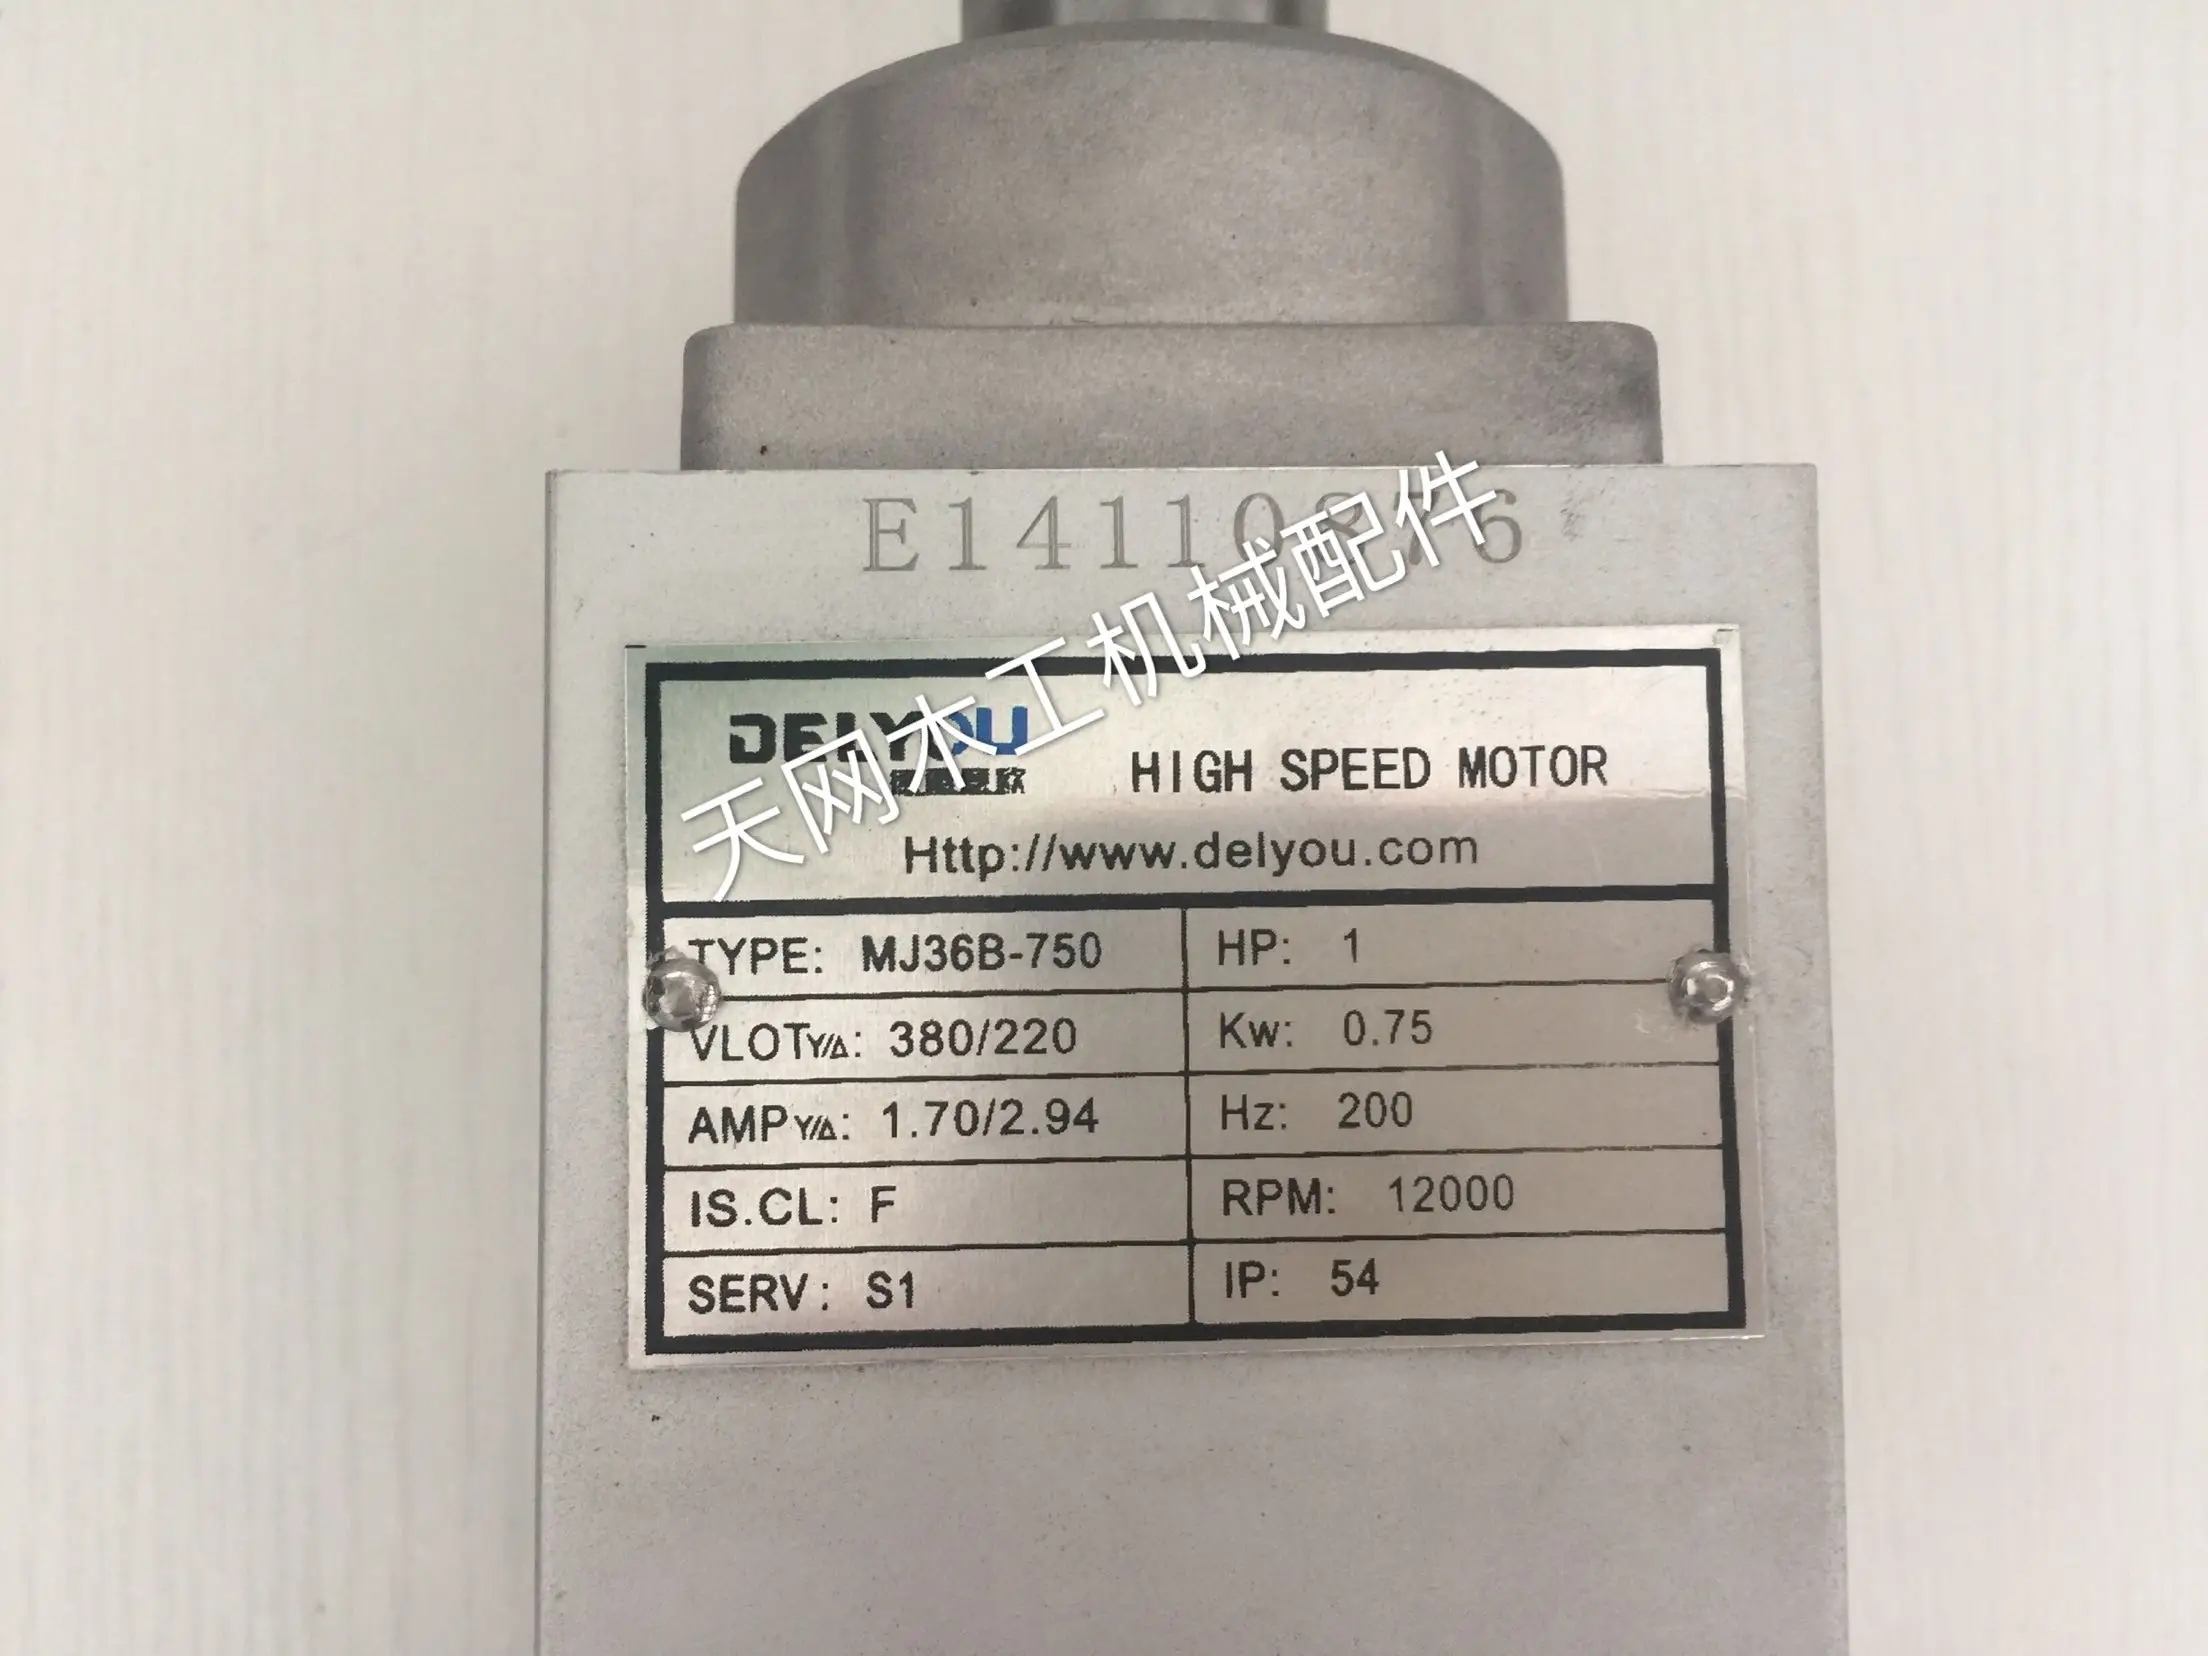 E14110876
天网木工机械配件
DELYOU
HIGH SPEED MOTOR
Http://www.delyou.com
TYPE: MJ36B-750
HP: 1
VLOTY/Δ: 380/220
Kw: 0.75
AMPY/Δ: 1.70/2.94
Hz: 200
IS.CL: F
RPM: 12000
SERV: S1
IP: 54